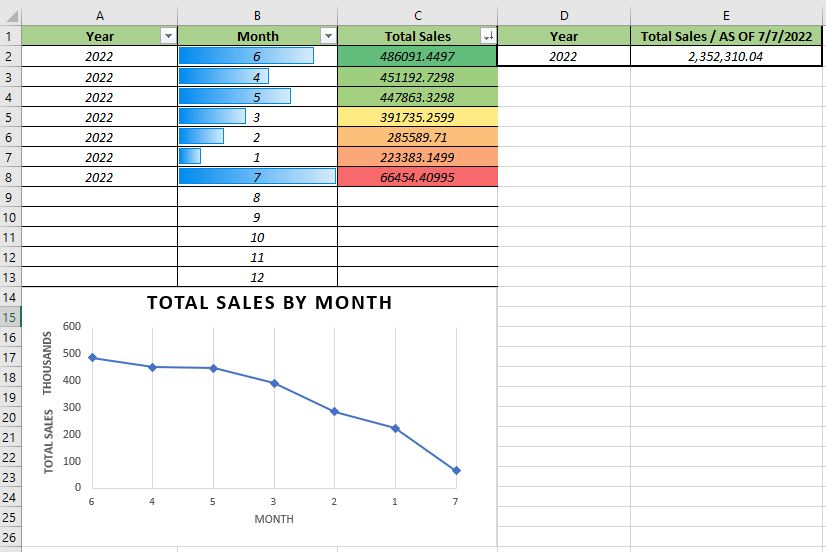 A B C D E
1 Year Month Total Sales Year Total Sales / AS OF 7/7/2022
2 2022 6 486091.4497 2022 2,352,310.04
3 2022 4 451192.7298
4 2022 5 447863.3298
5 2022 3 391735.2599
6 2022 2 285589.71
7 2022 1 223383.1499
8 2022 7 66454.40995
9 8
10 9
11 10
12 11
13 12
14
15
16
17
18
19
20
21
22
23
24
25
26
TOTAL SALES BY MONTH
600
500
400
300
200
100
0
TOTAL SALES THOUSANDS
6 4 5 3 2 1 7
MONTH